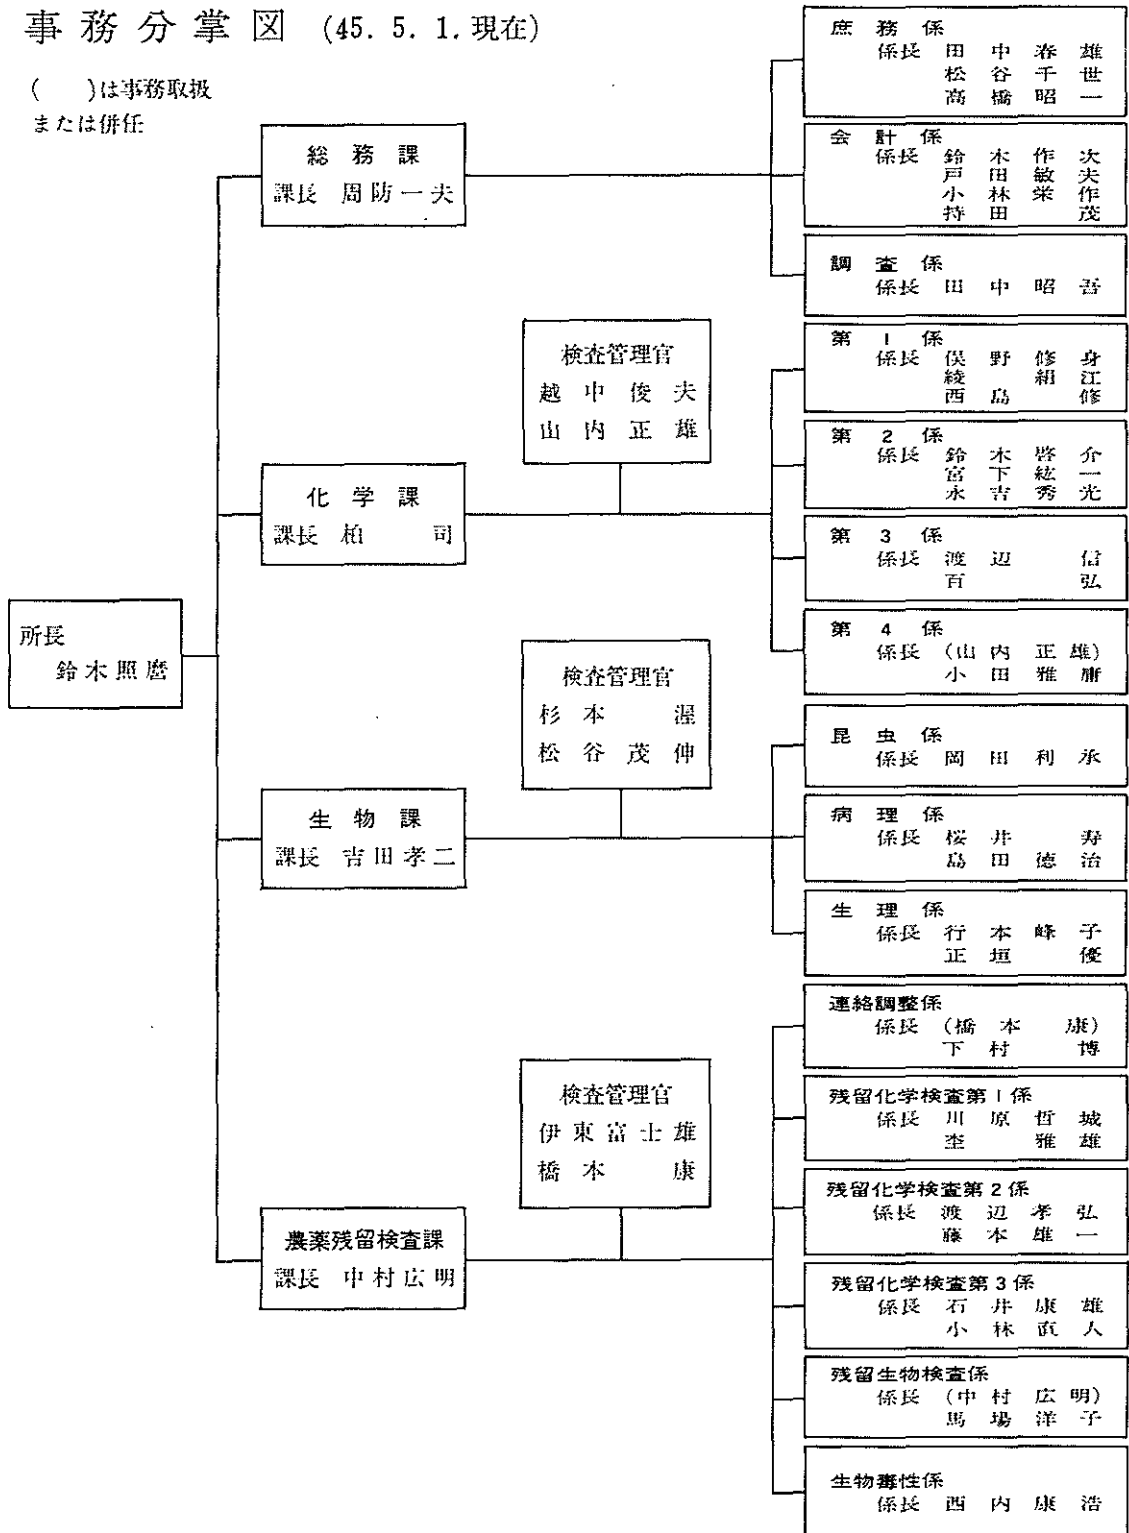 事務分掌図 (45. 5. 1. 現在)
(　　)は事務取扱
または併任
所長
鈴木照麿
総務課
課長 周防一夫
庶務係
係長 田中春雄
松谷千世
高橋昭一
会計係
係長 鈴木作次
戸田敏夫
小林栄作
持田 茂
調査係
係長 田中昭吾
化学課
課長 柏 司
検査管理官
越中俊夫
山内正雄
第1係
係長 俣野修身
綾 絹江
西島 修
第2係
係長 鈴木啓介
宮下紘一
永吉秀光
第3係
係長 渡辺 信
百 弘
第4係
係長 (山内正雄)
小田雅庸
生物課
課長 吉田孝二
検査管理官
杉本 渥
松谷茂伸
昆虫係
係長 岡田利承
病理係
係長 桜井 寿
島田徳治
生理係
係長 行本峰子
正垣 優
農薬残留検査課
課長 中村広明
検査管理官
伊東富士雄
橋本 康
連絡調整係
係長 (橋本 康)
下村 博
残留化学検査第1係
係長 川原哲城
杢 雅雄
残留化学検査第2係
係長 渡辺孝弘
藤本雄一
残留化学検査第3係
係長 石井康雄
小林直人
残留生物検査係
係長 (中村広明)
馬場洋子
生物毒性係
係長 西内康浩